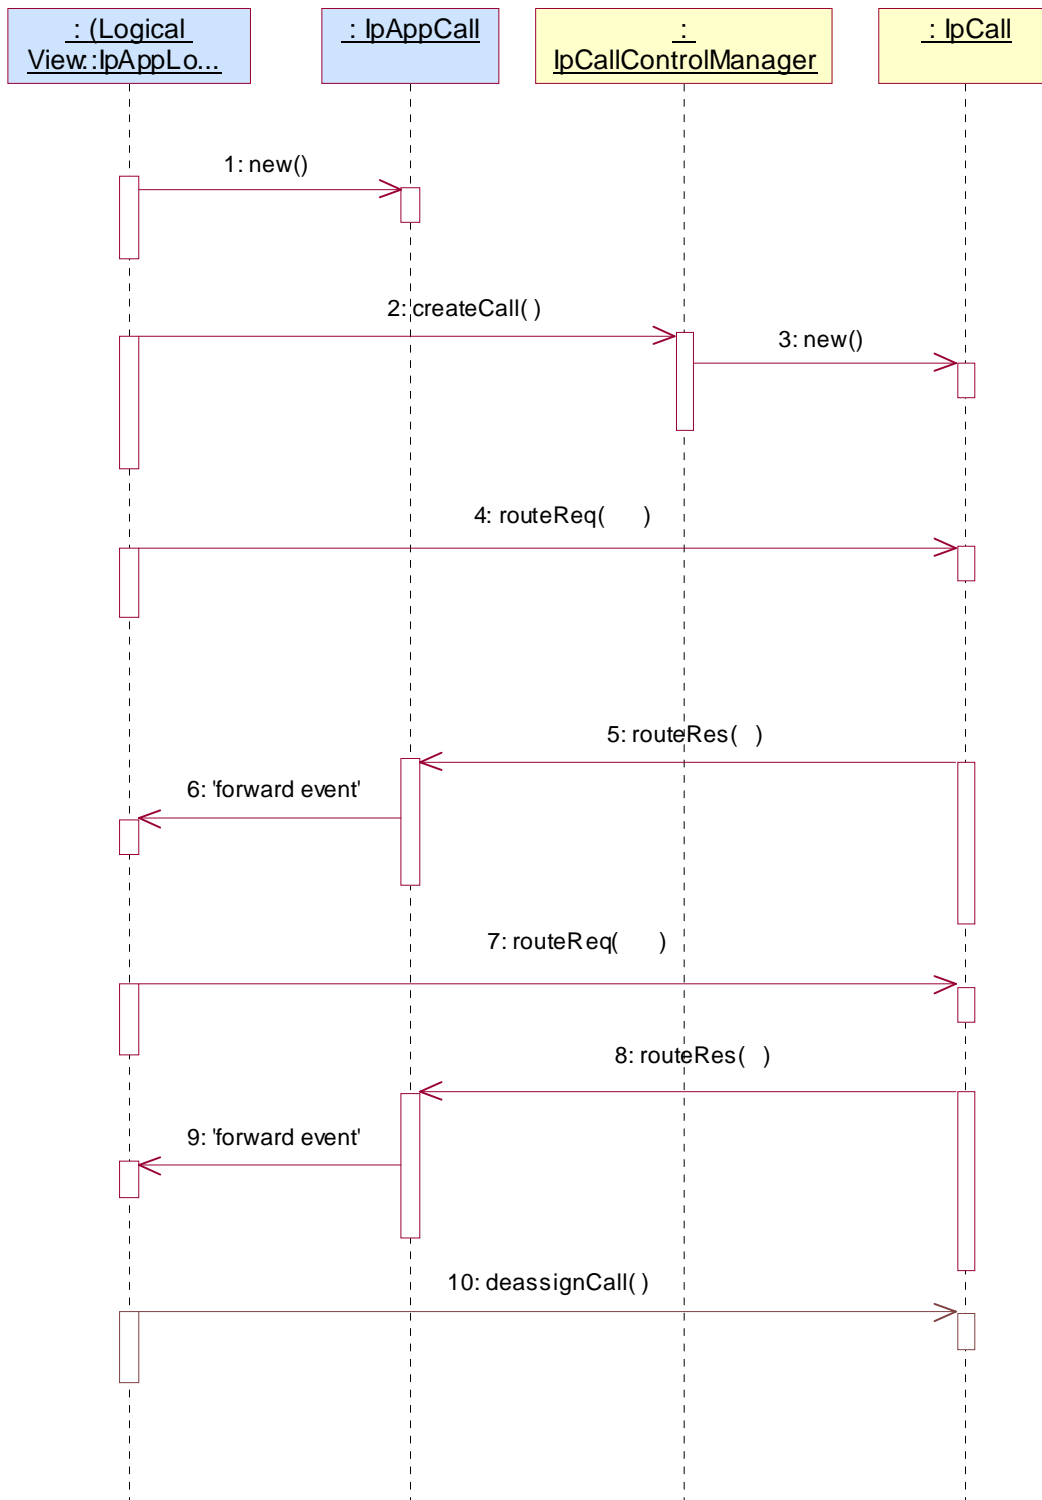 : (Logical
View::IpAppLo...
: IpAppCall
:
IpCallControlManager
: IpCall
1: new()
2: createCall( )
3: new()
4: routeReq(      )
5: routeRes(   )
6: 'forward event'
7: routeReq(      )
8: routeRes(   )
9: 'forward event'
10: deassignCall( )